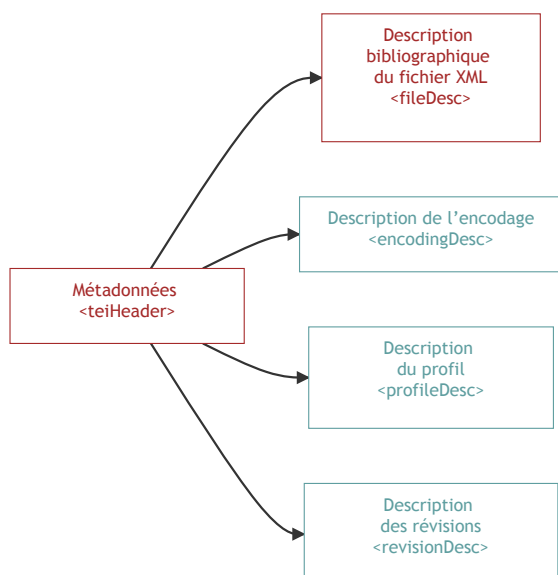 Description
bibliographique
du fichier XML
<fileDesc>
Description de l’encodage
<encodingDesc>
Métadonnées
<teiHeader>
Description
du profil
<profileDesc>
Description
des révisions
<revisionDesc>